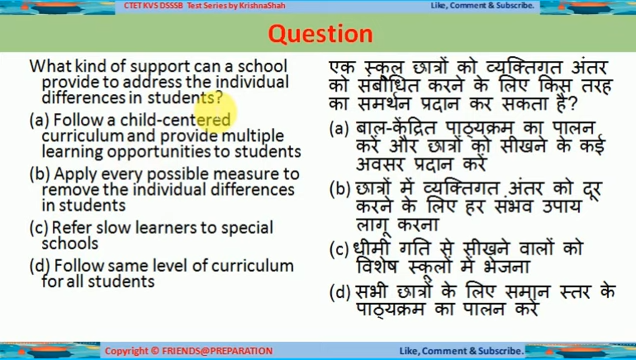 CTET KVS DSSSB Test Series by KrishnaShah
Like, Comment & Subscribe.
Question
What kind of support can a school
provide to address the individual
differences in students?
(a) Follow a child-centered
curriculum and provide multiple
learning opportunities to students
(b) Apply every possible measure to
remove the individual differences
in students
(c) Refer slow learners to special
schools
(d) Follow same level of curriculum
for all students
एक स्कूल छात्रों को व्यक्तिगत अंतर
को संबोधित करने के लिए किस तरह
का समर्थन प्रदान कर सकता है?
(a) बाल-केंद्रित पाठ्यक्रम का पालन
करें और छात्रों को सीखने के कई
अवसर प्रदान करें
(b) छात्रों में व्यक्तिगत अंतर को दूर
करने के लिए हर संभव उपाय
लागू करना
(c) धीमी गति से सीखने वालों को
विशेष स्कूलों में भेजना
(d) सभी छात्रों के लिए समान स्तर के
पाठ्यक्रम का पालन करें
Copyright © FRIENDS@PREPARATION
Like, Comment & Subscribe.